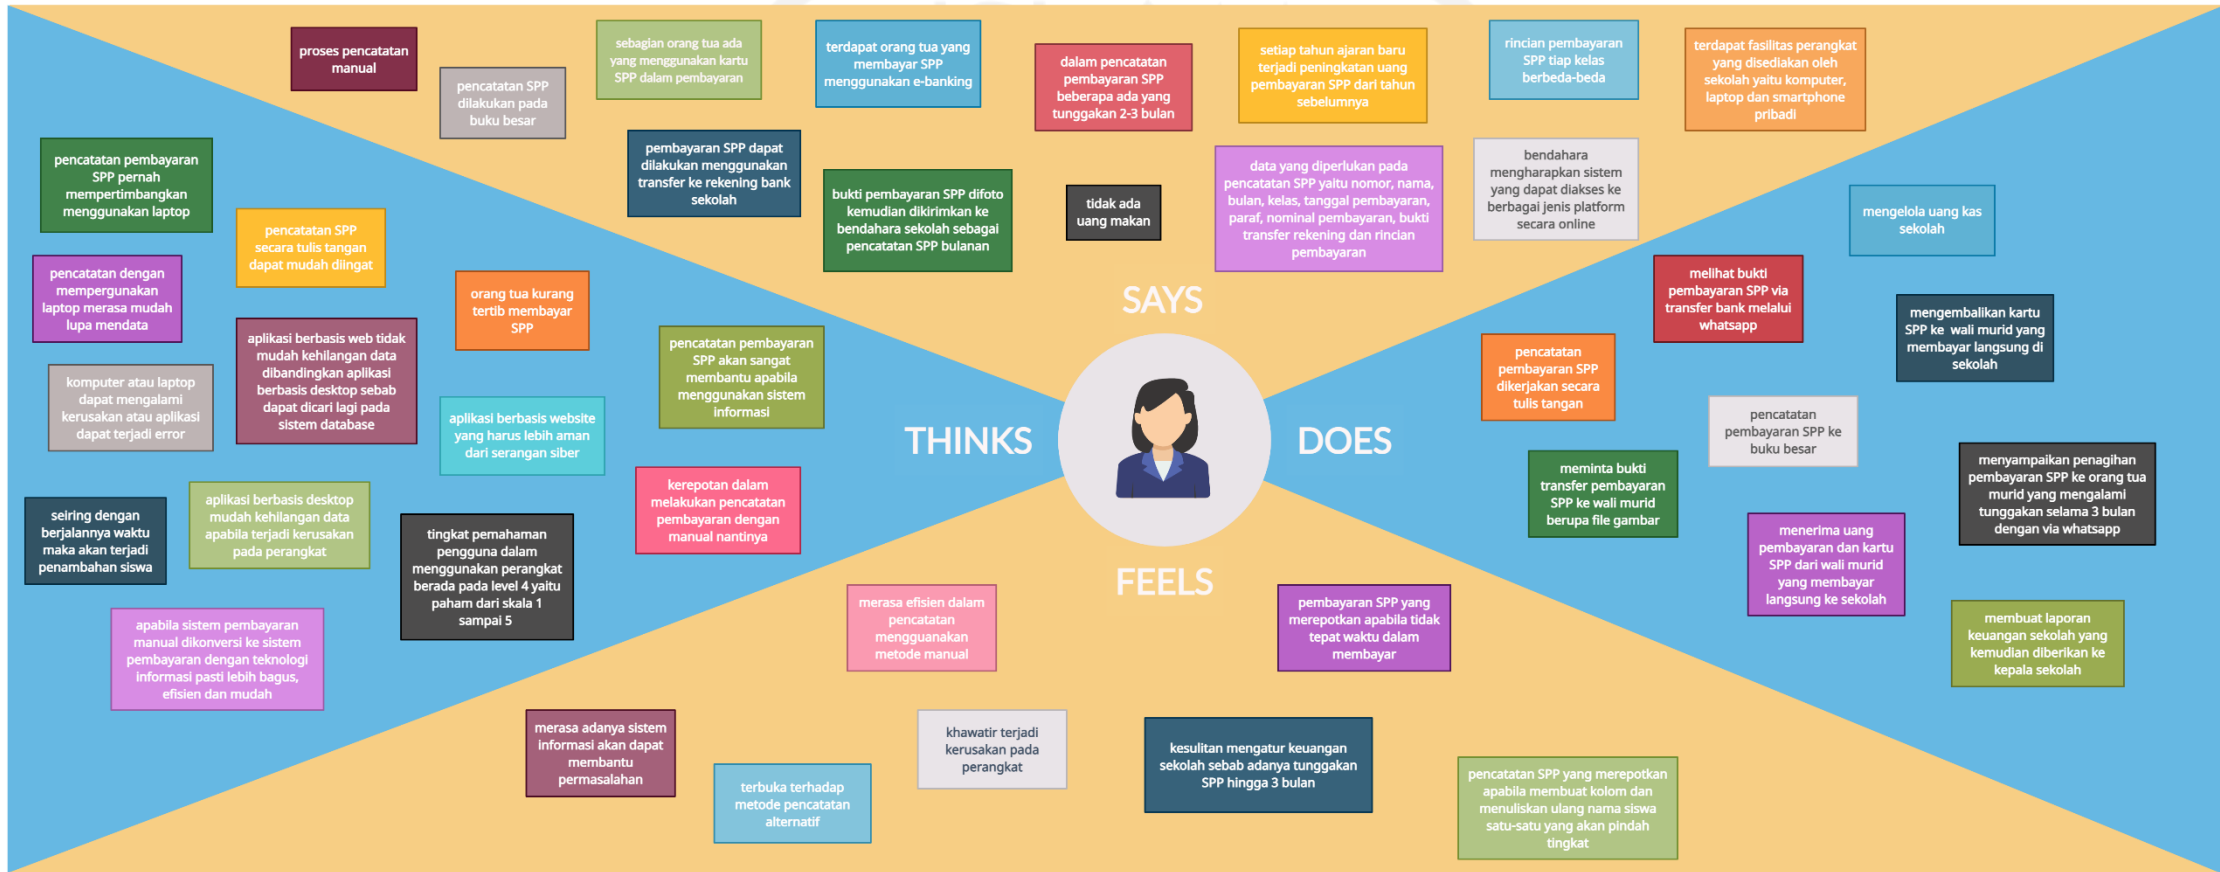 proses pencatatan
manual
pencatatan SPP
dilakukan pada
buku besar
sebagian orang tua ada
yang menggunakan kartu
SPP dalam pembayaran
terdapat orang tua yang
membayar SPP
menggunakan e-banking
dalam pencatatan
pembayaran SPP
beberapa ada yang
tunggakan 2-3 bulan
setiap tahun ajaran baru
terjadi peningkatan uang
pembayaran SPP dari tahun
sebelumnya
rincian pembayaran
SPP tiap kelas
berbeda-beda
terdapat fasilitas perangkat
yang disediakan oleh
sekolah yaitu komputer,
laptop dan smartphone
pribadi
pembayaran SPP dapat
dilakukan menggunakan
transfer ke rekening bank
sekolah
bukti pembayaran SPP difoto
kemudian dikirimkan ke
bendahara sekolah sebagai
pencatatan SPP bulanan
tidak ada
uang makan
data yang diperlukan pada
pencatatan SPP yaitu nomor, nama,
bulan, kelas, tanggal pembayaran,
paraf, nominal pembayaran, bukti
transfer rekening dan rincian
pembayaran
bendahara
mengharapkan sistem
yang dapat diakses ke
berbagai jenis platform
secara online
SAYS
pencatatan pembayaran
SPP pernah
mempertimbangkan
menggunakan laptop
pencatatan SPP
secara tulis tangan
dapat mudah diingat
pencatatan dengan
mempergunakan
laptop merasa mudah
lupa mendata
orang tua kurang
tertib membayar
SPP
aplikasi berbasis web tidak
mudah kehilangan data
dibandingkan aplikasi
berbasis desktop sebab
dapat dicari lagi pada
sistem database
pencatatan pembayaran
SPP akan sangat
membantu apabila
menggunakan sistem
informasi
komputer atau laptop
dapat mengalami
kerusakan atau aplikasi
dapat terjadi error
aplikasi berbasis website
yang harus lebih aman
dari serangan siber
kerepotan dalam
melakukan pencatatan
pembayaran dengan
manual nantinya
seiring dengan
berjalannya waktu
maka akan terjadi
penambahan siswa
aplikasi berbasis desktop
mudah kehilangan data
apabila terjadi kerusakan
pada perangkat
tingkat pemahaman
pengguna dalam
menggunakan perangkat
berada pada level 4 yaitu
paham dari skala 1
sampai 5
apabila sistem pembayaran
manual dikonversi ke sistem
pembayaran dengan teknologi
informasi pasti lebih bagus,
efisien dan mudah
THINKS
DOES
mengelola uang kas
sekolah
melihat bukti
pembayaran SPP via
transfer bank melalui
whatsapp
mengembalikan kartu
SPP ke wali murid yang
membayar langsung di
sekolah
pencatatan
pembayaran SPP
dikerjakan secara
tulis tangan
pencatatan
pembayaran SPP ke
buku besar
meminta bukti
transfer pembayaran
SPP ke wali murid
berupa file gambar
menyampaikan penagihan
pembayaran SPP ke orang tua
murid yang mengalami
tunggakan selama 3 bulan
dengan via whatsapp
menerima uang
pembayaran dan kartu
SPP dari wali murid
yang membayar
langsung ke sekolah
membuat laporan
keuangan sekolah yang
kemudian diberikan ke
kepala sekolah
FEELS
merasa efisien dalam
pencatatan
mengguanakan
metode manual
pembayaran SPP yang
merepotkan apabila tidak
tepat waktu dalam
membayar
merasa adanya sistem
informasi akan dapat
membantu
permasalahan
terbuka terhadap
metode pencatatan
alternatif
khawatir terjadi
kerusakan pada
perangkat
kesulitan mengatur keuangan
sekolah sebab adanya tunggakan
SPP hingga 3 bulan
pencatatan SPP yang merepotkan
apabila membuat kolom dan
menuliskan ulang nama siswa
satu-satu yang akan pindah
tingkat